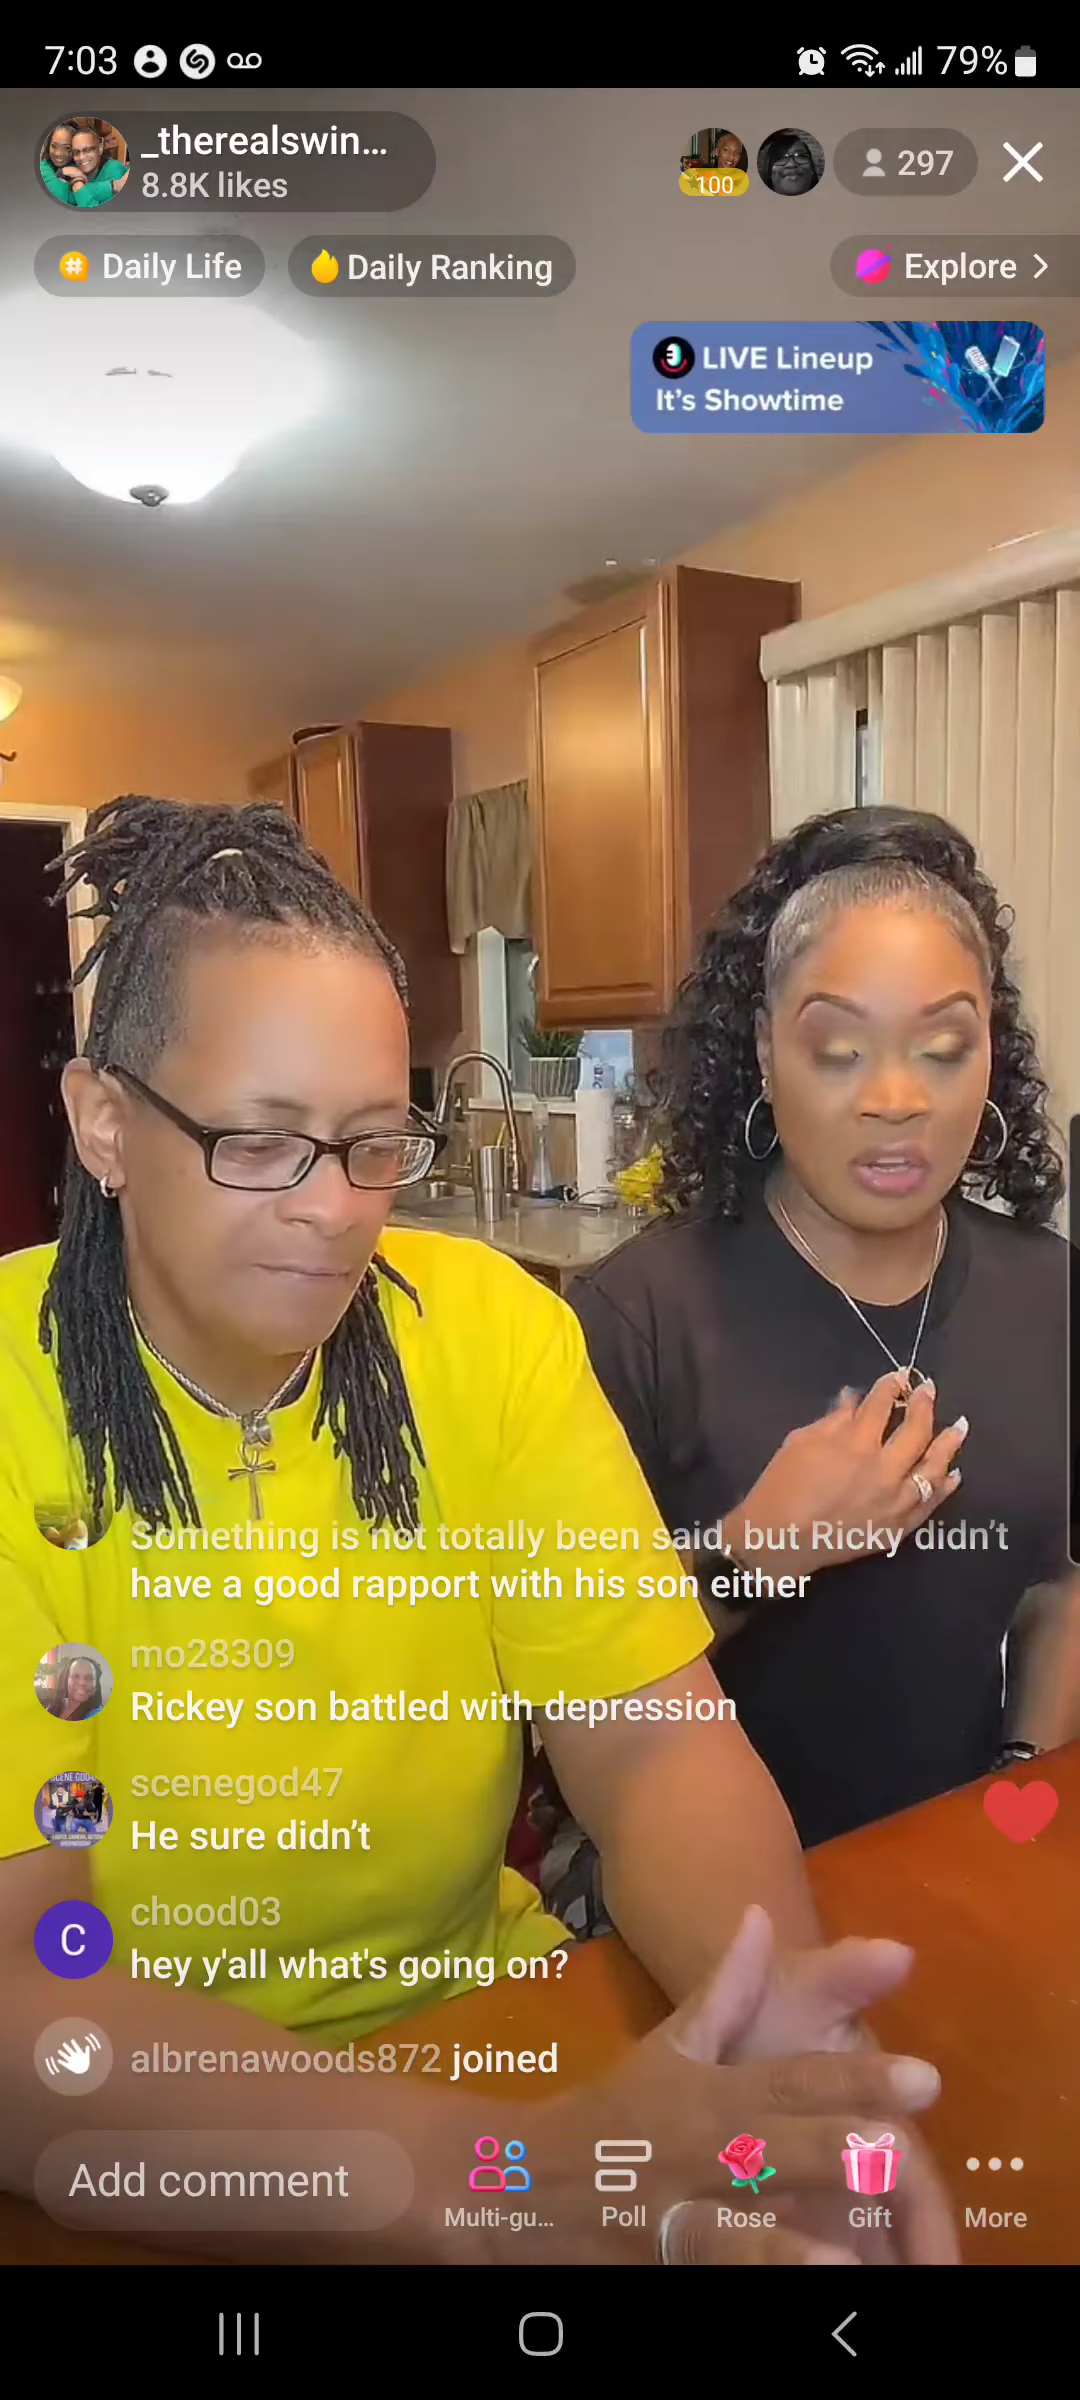 7:03
79%
_therealswin...
8.8K likes
100
297
Daily Life
Daily Ranking
Explore >
LIVE Lineup
It's Showtime
Something is not totally been said, but Ricky didn't
have a good rapport with his son either
mo28309
Rickey son battled with depression
scenegod47
He sure didn't
C
chood03
hey y'all what's going on?
albrenawoods872 joined
Add comment
Multi-gu...
Poll
Rose
Gift
More